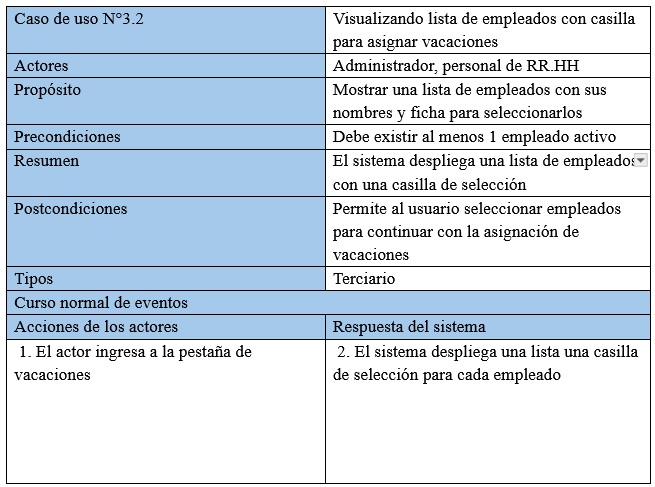 Caso de uso N°3.2
Visualizando lista de empleados con casilla
para asignar vacaciones
Actores
Administrador, personal de RR.HH
Propósito
Mostrar una lista de empleados con sus
nombres y ficha para seleccionarlos
Precondiciones
Debe existir al menos 1 empleado activo
Resumen
El sistema despliega una lista de empleados
con una casilla de selección
Postcondiciones
Permite al usuario seleccionar empleados
para continuar con la asignación de
vacaciones
Tipos
Terciario
Curso normal de eventos
Acciones de los actores
Respuesta del sistema
1. El actor ingresa a la pestaña de
vacaciones
2. El sistema despliega una lista una casilla
de selección para cada empleado